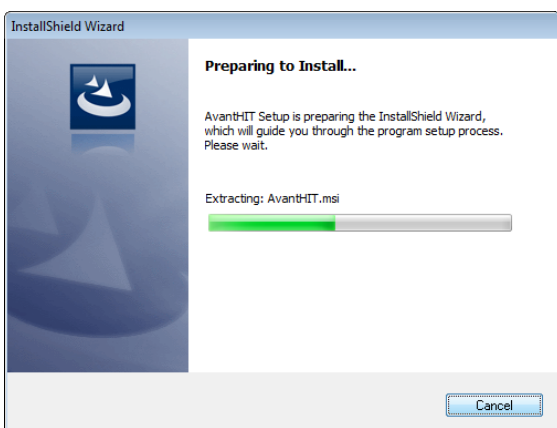 InstallShield Wizard
Preparing to Install...
AvantHIT Setup is preparing the InstallShield Wizard,
which will guide you through the program setup process.
Please wait.
Extracting: AvantHIT.msi
Cancel